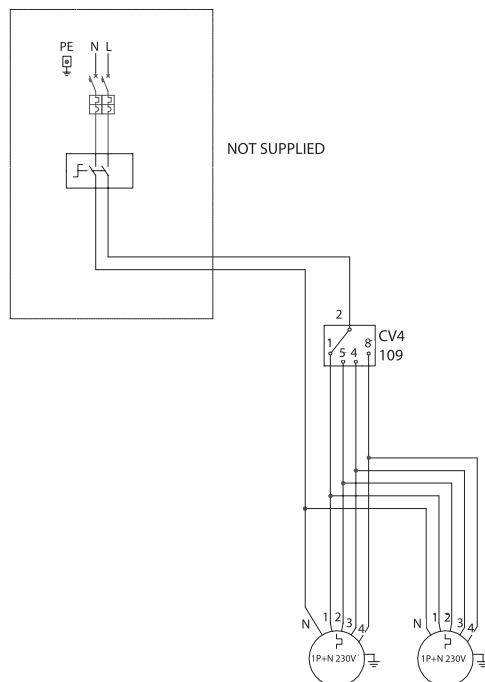 PE N L
NOT SUPPLIED
2
CV4
1 5 4 8
109
N 1 2 3 4
N 1 2 3 4
1P+N 230V
1P+N 230V